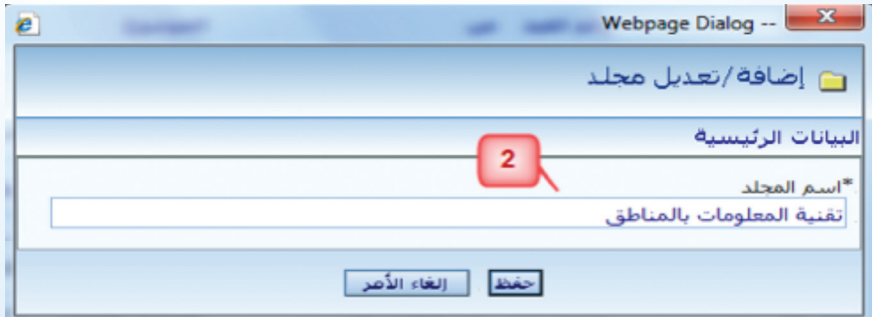 Webpage Dialog --
إضافة/تعديل مجلد
البيانات الرئيسية
2
*اسم المجلد
تقنية المعلومات بالمناطق
حفظ إلغاء الأمر